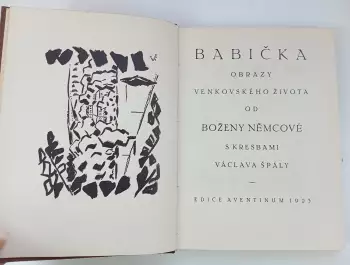 BABIČKA
OBRAZY
VENKOVSKÉHO ŽIVOTA
OD
BOŽENY NĚMCOVÉ
S KRESBAMI
VÁCLAVA ŠPÁLY
EDICE AVENTINUM 1923